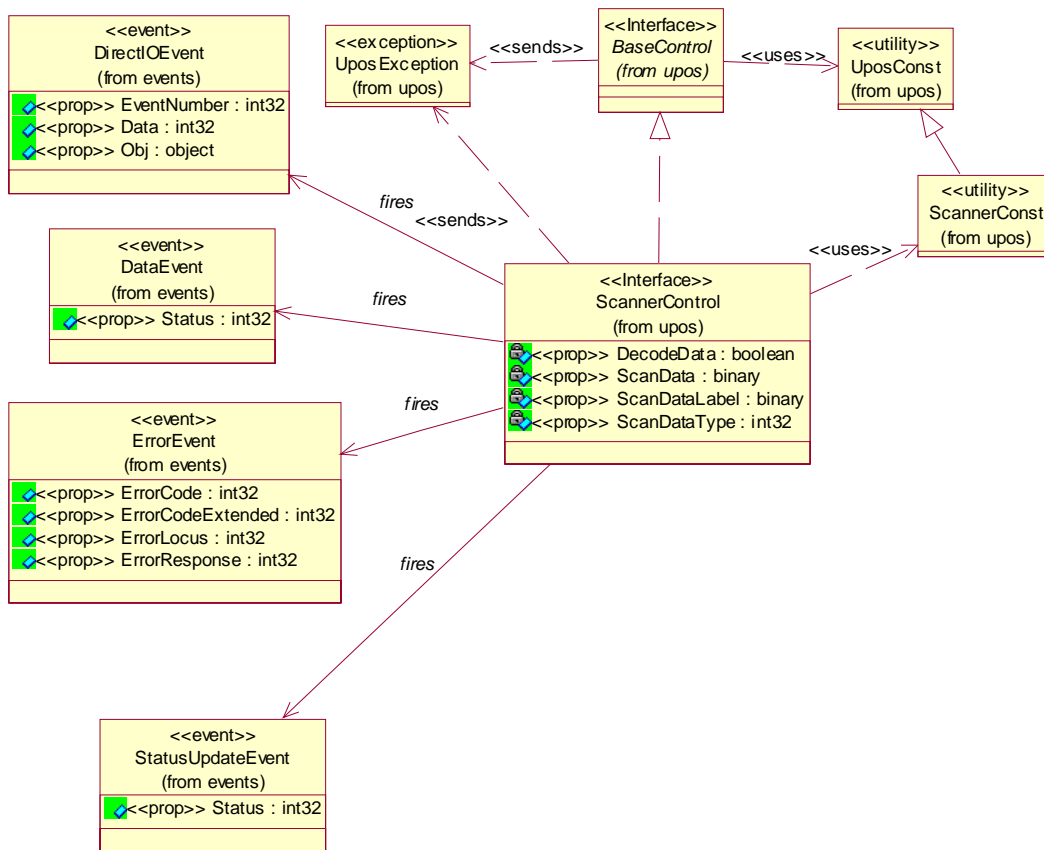 <<event>>
DirectIOEvent
(from events)
<<prop>> EventNumber : int32
<<prop>> Data : int32
<<prop>> Obj : object
<<exception>>
UposException
(from upos)
<<sends>>
<<Interface>>
BaseControl
(from upos)
<<uses>>
<<utility>>
UposConst
(from upos)
<<utility>>
ScannerConst
(from upos)
fires
<<sends>>
<<uses>>
<<event>>
DataEvent
(from events)
<<prop>> Status : int32
fires
<<Interface>>
ScannerControl
(from upos)
<<prop>> DecodeData : boolean
<<prop>> ScanData : binary
<<prop>> ScanDataLabel : binary
<<prop>> ScanDataType : int32
fires
<<event>>
ErrorEvent
(from events)
<<prop>> ErrorCode : int32
<<prop>> ErrorCodeExtended : int32
<<prop>> ErrorLocus : int32
<<prop>> ErrorResponse : int32
fires
<<event>>
StatusUpdateEvent
(from events)
<<prop>> Status : int32